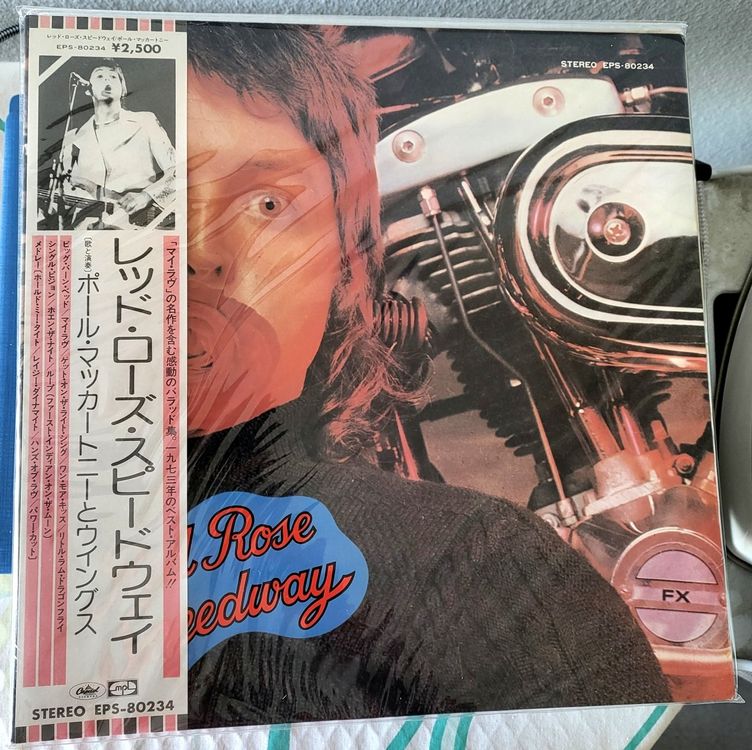 レッド・ローズ・スピードウェイ/ポール・マッカートニー
EPS-80234 ¥2,500
「マイ・ラヴ」の名作を含む感動のバラッド集。一九七三年のベスト・アルバム!!
レッド・ローズ・スピードウェイ
〔歌と演奏〕ポール・マッカートニーとウイングス
ビッグ・バーン・ベッド/マイ・ラヴ/ゲット・オン・ザ・ライト・シング/ワン・モア・キッス/リトル・ラム・ドラゴンフライ
シングル・ピジョン/ホエン・ザ・ナイト/ループ(ファースト・インディアン・オン・ザ・ムーン)
メドレー〔ホールド・ミー・タイト/レイジー・ダイナマイト/ハンズ・オブ・ラヴ/パワー・カット〕
Capitol
mpl
STEREO EPS-80234
STEREO EPS-80234
Rose
eedway
FX